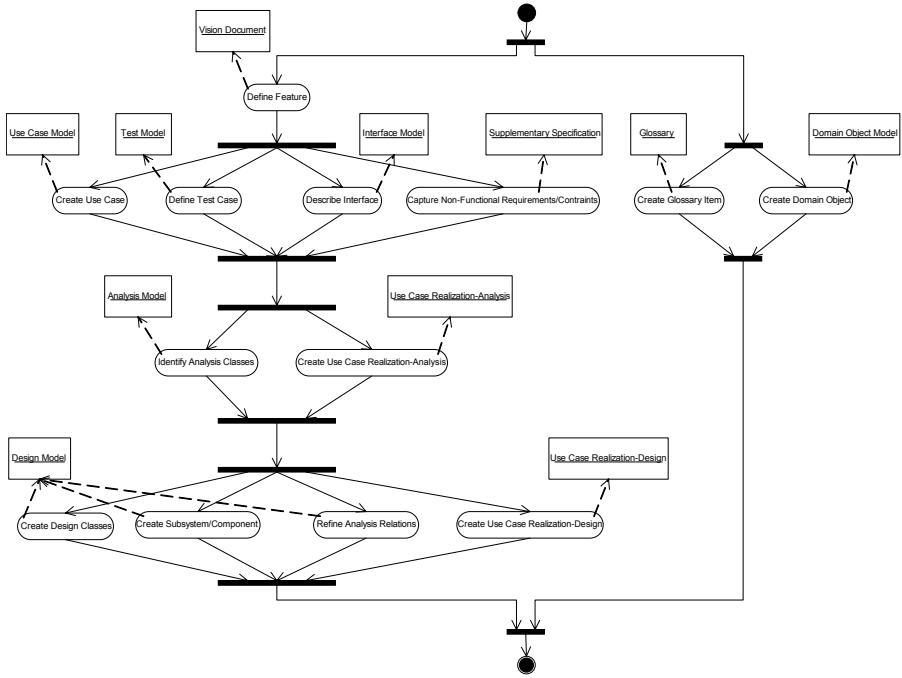 Vision Document
Define Feature
Use Case Model
Test Model
Interface Model
Supplementary Specification
Glossary
Domain Object Model
Create Use Case
Define Test Case
Describe Interface
Capture Non-Functional Requirements/Contraints
Create Glossary Item
Create Domain Object
Analysis Model
Use Case Realization-Analysis
Identify Analysis Classes
Create Use Case Realization-Analysis
Design Model
Use Case Realization-Design
Create Design Classes
Create Subsystem/Component
Refine Analysis Relations
Create Use Case Realization-Design